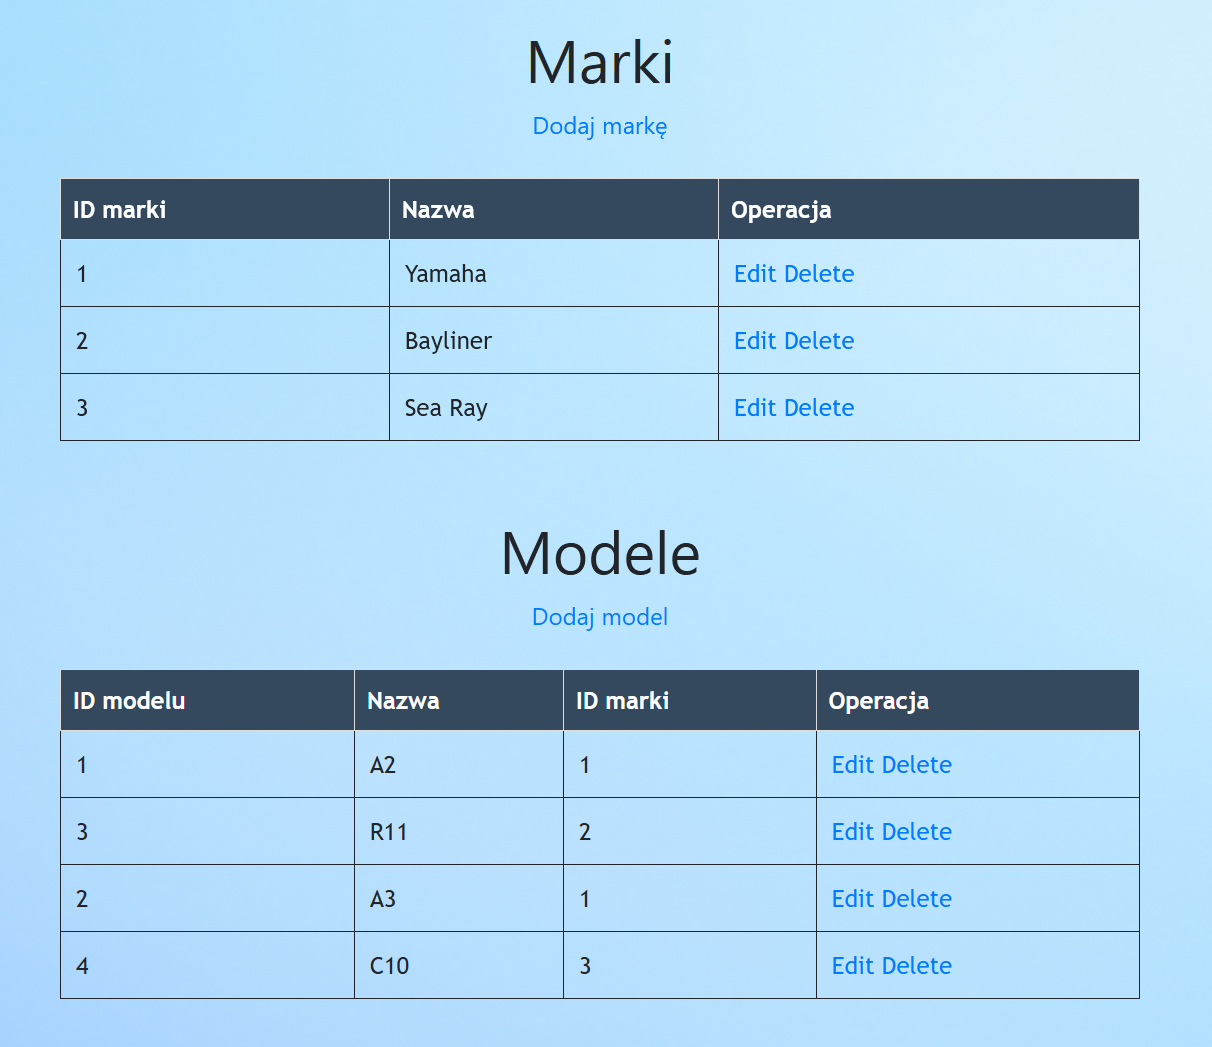 Marki
Dodaj markę
ID marki Nazwa Operacja
1 Yamaha Edit Delete
2 Bayliner Edit Delete
3 Sea Ray Edit Delete
Modele
Dodaj model
ID modelu Nazwa ID marki Operacja
1 A2 1 Edit Delete
3 R11 2 Edit Delete
2 A3 1 Edit Delete
4 C10 3 Edit Delete